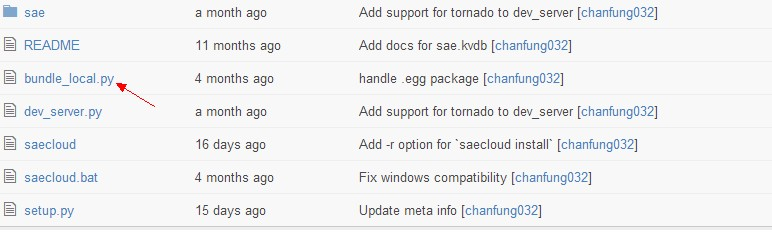 sae a month ago Add support for tornado to dev_server [chanfung032]
README 11 months ago Add docs for sae.kvdb [chanfung032]
bundle_local.py 4 months ago handle .egg package [chanfung032]
dev_server.py a month ago Add support for tornado to dev_server [chanfung032]
saecloud 16 days ago Add -r option for `saecloud install` [chanfung032]
saecloud.bat 4 months ago Fix windows compatibility [chanfung032]
setup.py 15 days ago Update meta info [chanfung032]